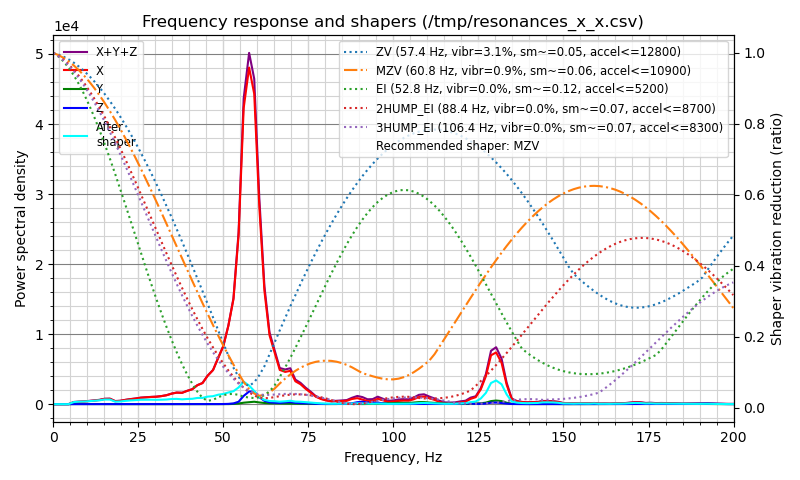 Frequency response and shapers (/tmp/resonances_x_x.csv)
1e4
X+Y+Z
X
Y
Z
After
shaper
ZV (57.4 Hz, vibr=3.1%, sm~=0.05, accel<=12800)
MZV (60.8 Hz, vibr=0.9%, sm~=0.06, accel<=10900)
EI (52.8 Hz, vibr=0.0%, sm~=0.12, accel<=5200)
2HUMP_EI (88.4 Hz, vibr=0.0%, sm~=0.07, accel<=8700)
3HUMP_EI (106.4 Hz, vibr=0.0%, sm~=0.07, accel<=8300)
Recommended shaper: MZV
Power spectral density
5
4
3
2
1
0
1.0
0.8
0.6
0.4
0.2
0.0
Shaper vibration reduction (ratio)
0 25 50 75 100 125 150 175 200
Frequency, Hz